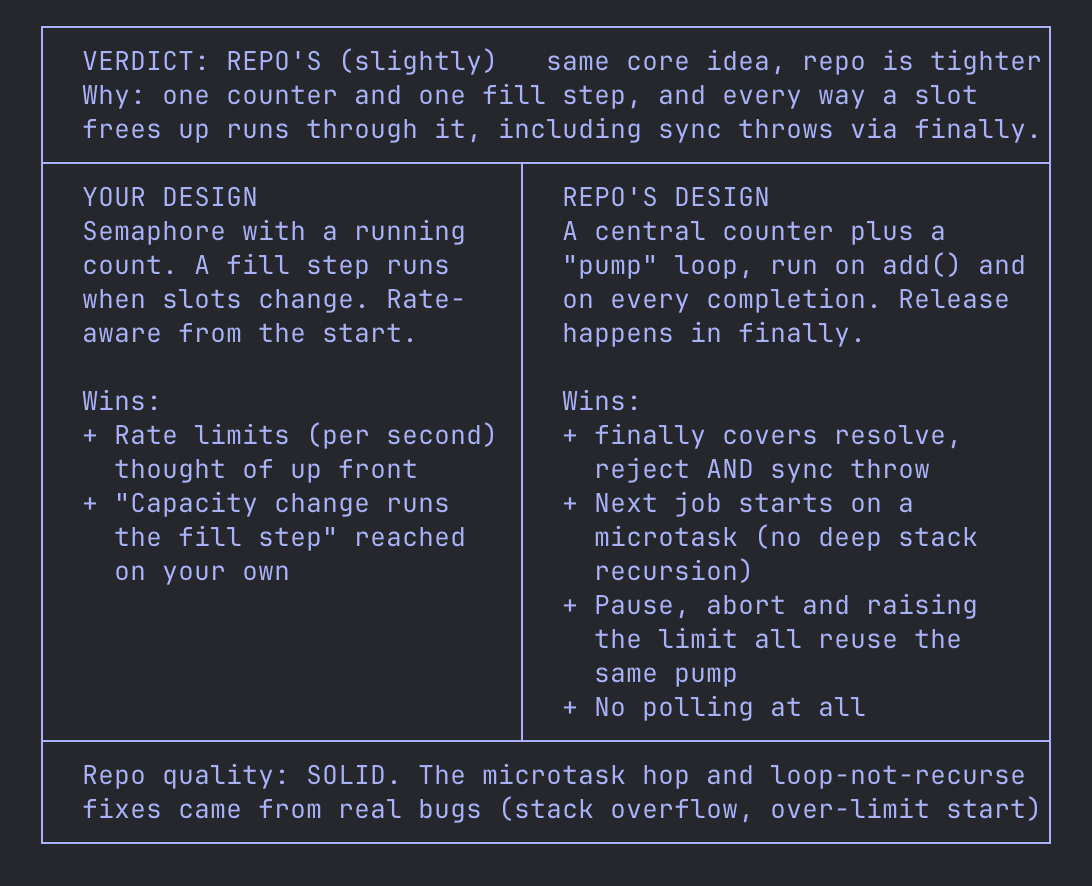 VERDICT: REPO'S (slightly)   same core idea, repo is tighter
Why: one counter and one fill step, and every way a slot
frees up runs through it, including sync throws via finally.
YOUR DESIGN
Semaphore with a running
count. A fill step runs
when slots change. Rate-
aware from the start.
Wins:
+ Rate limits (per second)
thought of up front
+ "Capacity change runs
the fill step" reached
on your own
REPO'S DESIGN
A central counter plus a
"pump" loop, run on add() and
on every completion. Release
happens in finally.
Wins:
+ finally covers resolve,
reject AND sync throw
+ Next job starts on a
microtask (no deep stack
recursion)
+ Pause, abort and raising
the limit all reuse the
same pump
+ No polling at all
Repo quality: SOLID. The microtask hop and loop-not-recurse
fixes came from real bugs (stack overflow, over-limit start)